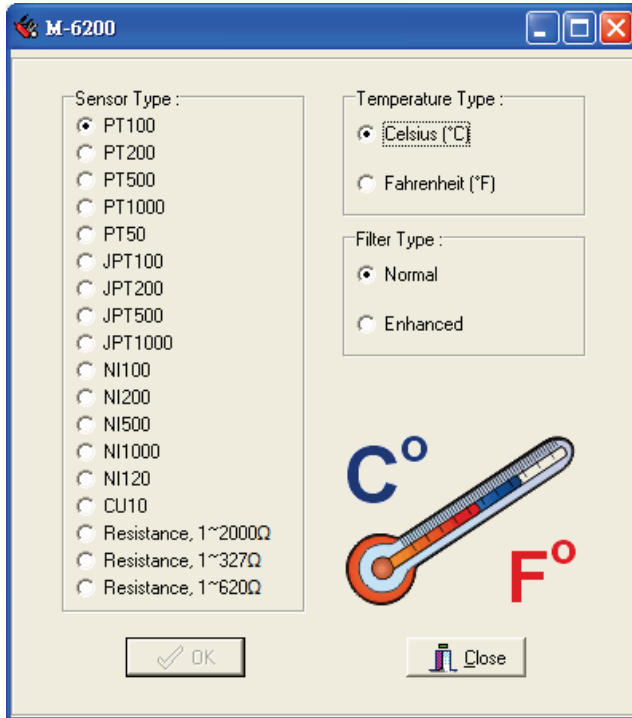 M-6200
Sensor Type :
PT100
PT200
PT500
PT1000
PT50
JPT100
JPT200
JPT500
JPT1000
NI100
NI200
NI500
NI1000
NI120
CU10
Resistance, 1~2000Ω
Resistance, 1~327Ω
Resistance, 1~620Ω
Temperature Type :
Celsius (°C)
Fahrenheit (°F)
Filter Type :
Normal
Enhanced
C°
F°
OK
Close